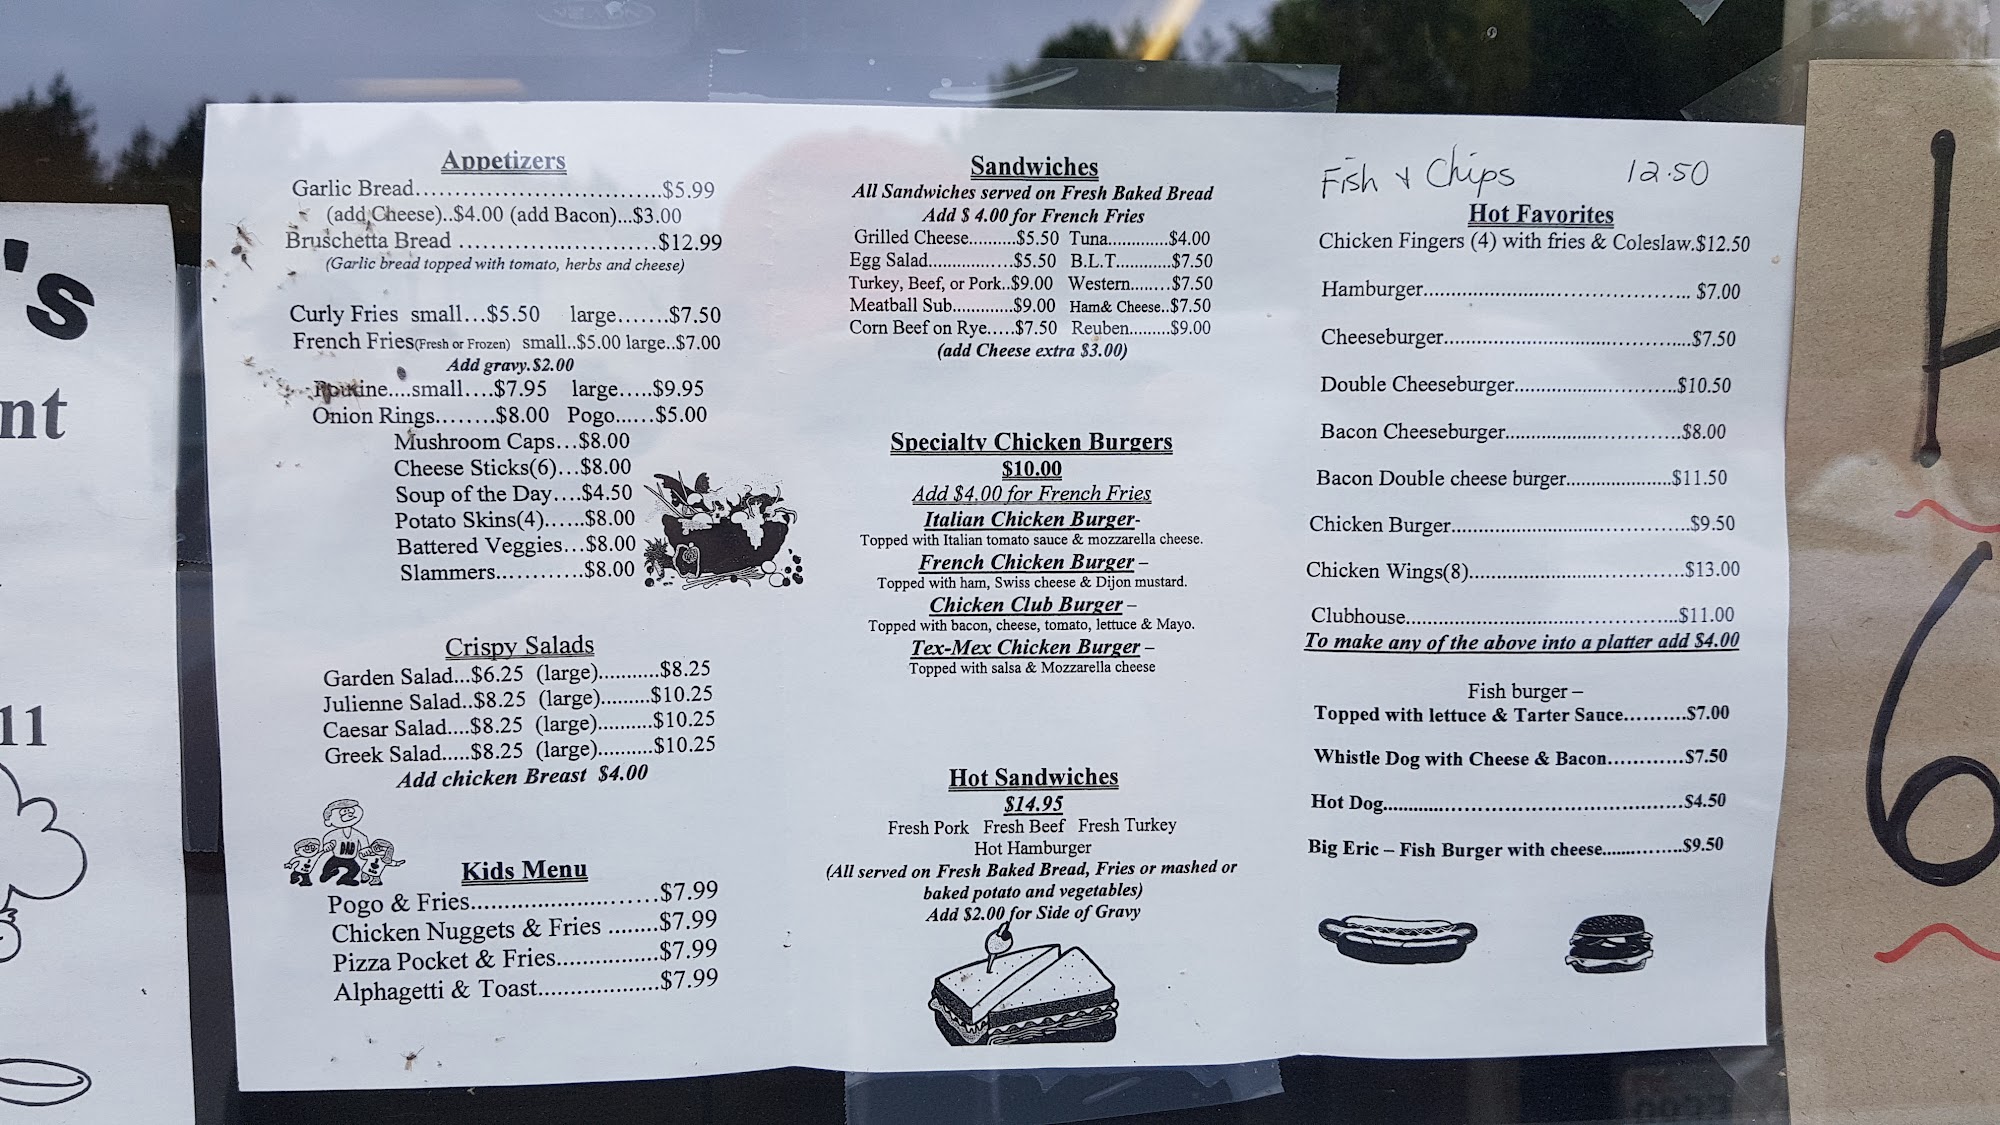 's
nt
11
Appetizers
Garlic Bread................................$5.99
(add Cheese)..$4.00 (add Bacon)...$3.00
Bruschetta Bread ..........................$12.99
(Garlic bread topped with tomato, herbs and cheese)
Curly Fries small...$5.50 large.......$7.50
French Fries(Fresh or Frozen) small..$5.00 large..$7.00
Add gravy.$2.00
Poutine....small....$7.95 large.....$9.95
Onion Rings........$8.00 Pogo......$5.00
Mushroom Caps...$8.00
Cheese Sticks(6)...$8.00
Soup of the Day....$4.50
Potato Skins(4)......$8.00
Battered Veggies...$8.00
Slammers............$8.00
Crispy Salads
Garden Salad...$6.25 (large)...........$8.25
Julienne Salad..$8.25 (large).........$10.25
Caesar Salad....$8.25 (large)..........$10.25
Greek Salad.....$8.25 (large)..........$10.25
Add chicken Breast $4.00
DAD
Kids Menu
Pogo & Fries...............................$7.99
Chicken Nuggets & Fries ........$7.99
Pizza Pocket & Fries.................$7.99
Alphagetti & Toast....................$7.99
Sandwiches
All Sandwiches served on Fresh Baked Bread
Add $ 4.00 for French Fries
Grilled Cheese..........$5.50 Tuna.............$4.00
Egg Salad..................$5.50 B.L.T............$7.50
Turkey, Beef, or Pork..$9.00 Western........$7.50
Meatball Sub.............$9.00 Ham& Cheese..$7.50
Corn Beef on Rye.....$7.50 Reuben.........$9.00
(add Cheese extra $3.00)
Specialty Chicken Burgers
$10.00
Add $4.00 for French Fries
Italian Chicken Burger-
Topped with Italian tomato sauce & mozzarella cheese.
French Chicken Burger –
Topped with ham, Swiss cheese & Dijon mustard.
Chicken Club Burger –
Topped with bacon, cheese, tomato, lettuce & Mayo.
Tex-Mex Chicken Burger –
Topped with salsa & Mozzarella cheese
Hot Sandwiches
$14.95
Fresh Pork Fresh Beef Fresh Turkey
Hot Hamburger
(All served on Fresh Baked Bread, Fries or mashed or
baked potato and vegetables)
Add $2.00 for Side of Gravy
Fish & Chips 12.50
Hot Favorites
Chicken Fingers (4) with fries & Coleslaw.$12.50
Hamburger.................................................... $7.00
Cheeseburger................................................$7.50
Double Cheeseburger................................$10.50
Bacon Cheeseburger..................................$8.00
Bacon Double cheese burger.....................$11.50
Chicken Burger..............................................$9.50
Chicken Wings(8).........................................$13.00
Clubhouse.....................................................$11.00
To make any of the above into a platter add $4.00
Fish burger –
Topped with lettuce & Tarter Sauce..........$7.00
Whistle Dog with Cheese & Bacon............$7.50
Hot Dog......................................................$4.50
Big Eric – Fish Burger with cheese...............$9.50
6